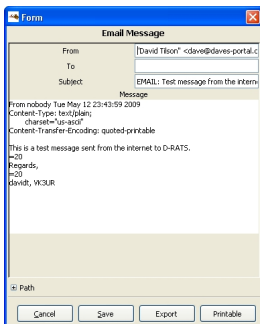 Form
Email Message
From "David Tilson" <dave@daves-portal.c
To
Subject EMAIL: Test message from the intern
Message
From nobody Tue May 12 23:43:59 2009
Content-Type: text/plain;
charset="us-ascii"
Content-Transfer-Encoding: quoted-printable
This is a test message sent from the internet to D-RATS.
=20
Regards,
=20
davidt, VK3UR
Path
Cancel Save Export Printable